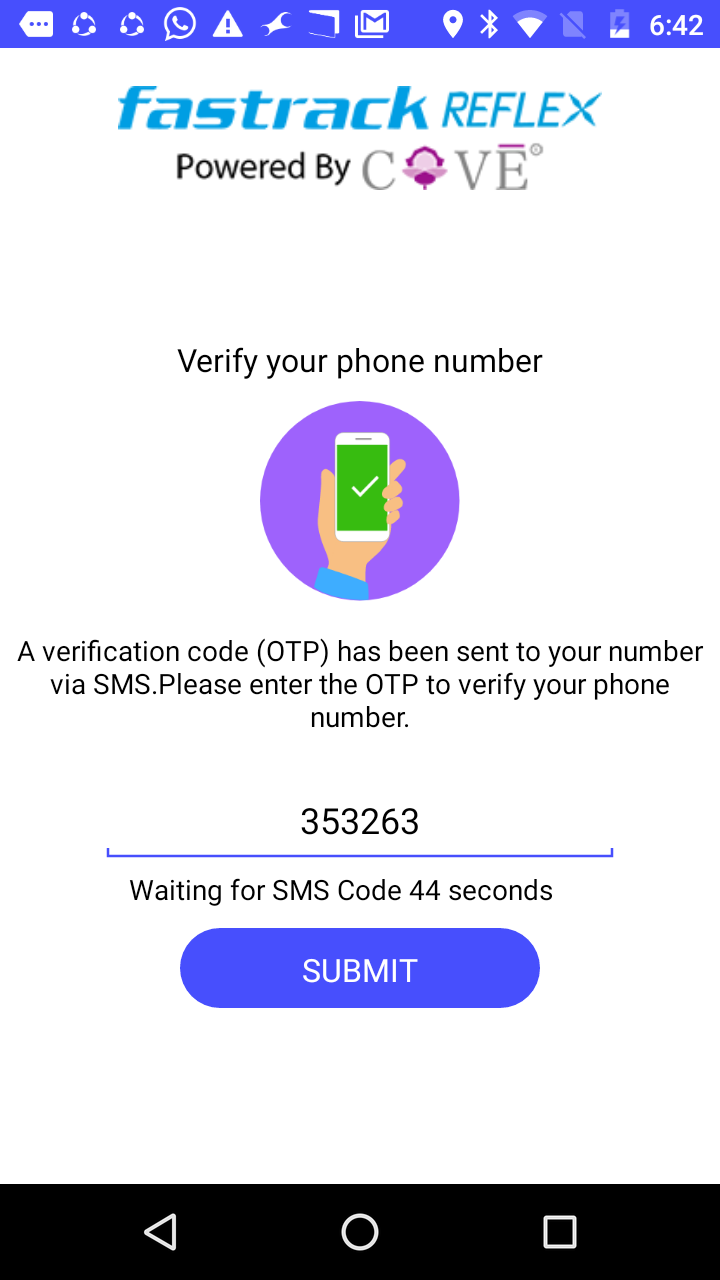 6:42
fastrack REFLEX
Powered By COVE®
Verify your phone number
A verification code (OTP) has been sent to your number
via SMS.Please enter the OTP to verify your phone
number.
353263
Waiting for SMS Code 44 seconds
SUBMIT